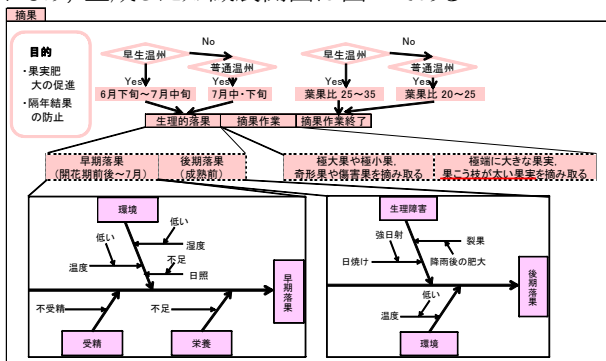 摘果
目的
・果実肥
大の促進
・隔年結果
の防止
早生温州
No
普通温州
Yes
Yes
6月下旬～7月中旬
7月中・下旬
早生温州
No
普通温州
Yes
Yes
葉果比 25～35
葉果比 20～25
生理的落果
摘果作業
摘果作業終了
早期落果
(開花期前後～7月)
後期落果
(成熟前)
極大果や極小果,
奇形果や傷害果を摘み取る
極端に大きな果実,
果こう枝が太い果実を摘み取る
環境
低い
湿度
不足
温度
日照
不受精
不足
受精
栄養
早期落果
生理障害
強日射
裂果
日焼け
降雨後の肥大
低い
温度
環境
後期落果